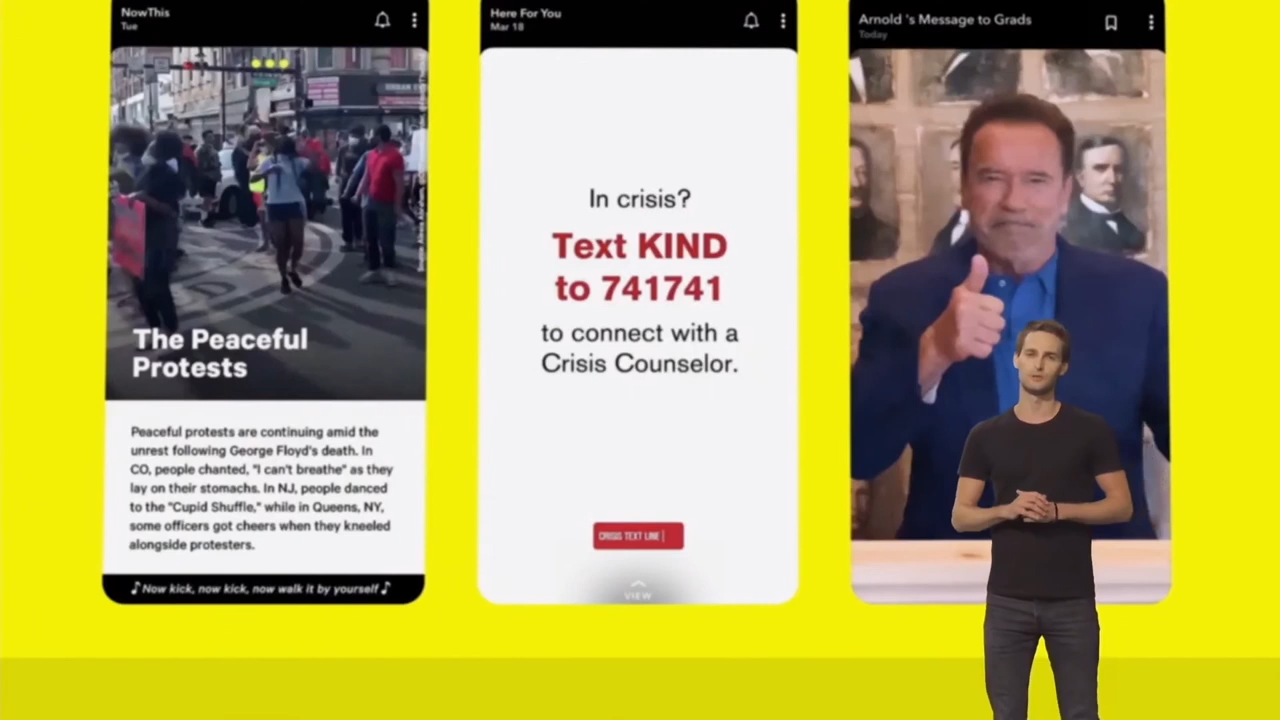 NowThis
Tue
The Peaceful
Protests
Peaceful protests are continuing amid the
unrest following George Floyd's death. In
CO, people chanted, "I can't breathe" as they
lay on their stomachs. In NJ, people danced
to the "Cupid Shuffle," while in Queens, NY,
some officers got cheers when they kneeled
alongside protesters.
♪Now kick, now kick, now walk it by yourself♪
Here For You
Mar 18
In crisis?
Text KIND
to 741741
to connect with a
Crisis Counselor.
CRISIS TEXT LINE |
VIEW
Arnold 's Message to Grads
Today